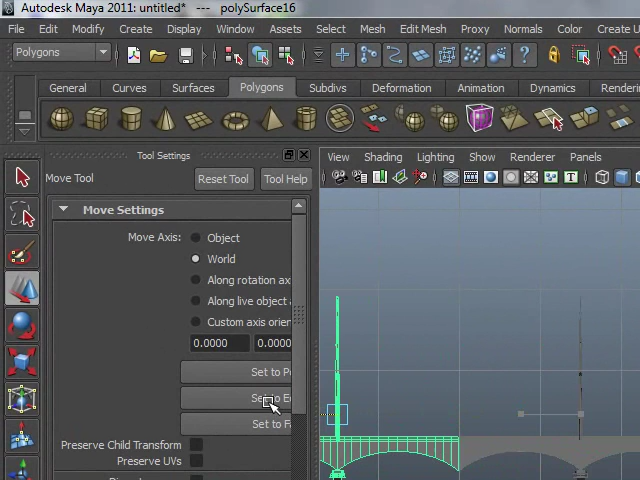 Autodesk Maya 2011: untitled* --- polySurface16
File Edit Modify Create Display Window Assets Select Mesh Edit Mesh Proxy Normals Color Create U
Polygons
General Curves Surfaces Polygons Subdivs Deformation Animation Dynamics Renderin
Tool Settings
Move Tool Reset Tool Tool Help
View Shading Lighting Show Renderer Panels
Move Settings
Move Axis: Object
World
Along rotation ax
Along live object a
Custom axis orien
0.0000 0.0000
Set to Po
Set to E
Set to Fa
Preserve Child Transform
Preserve UVs